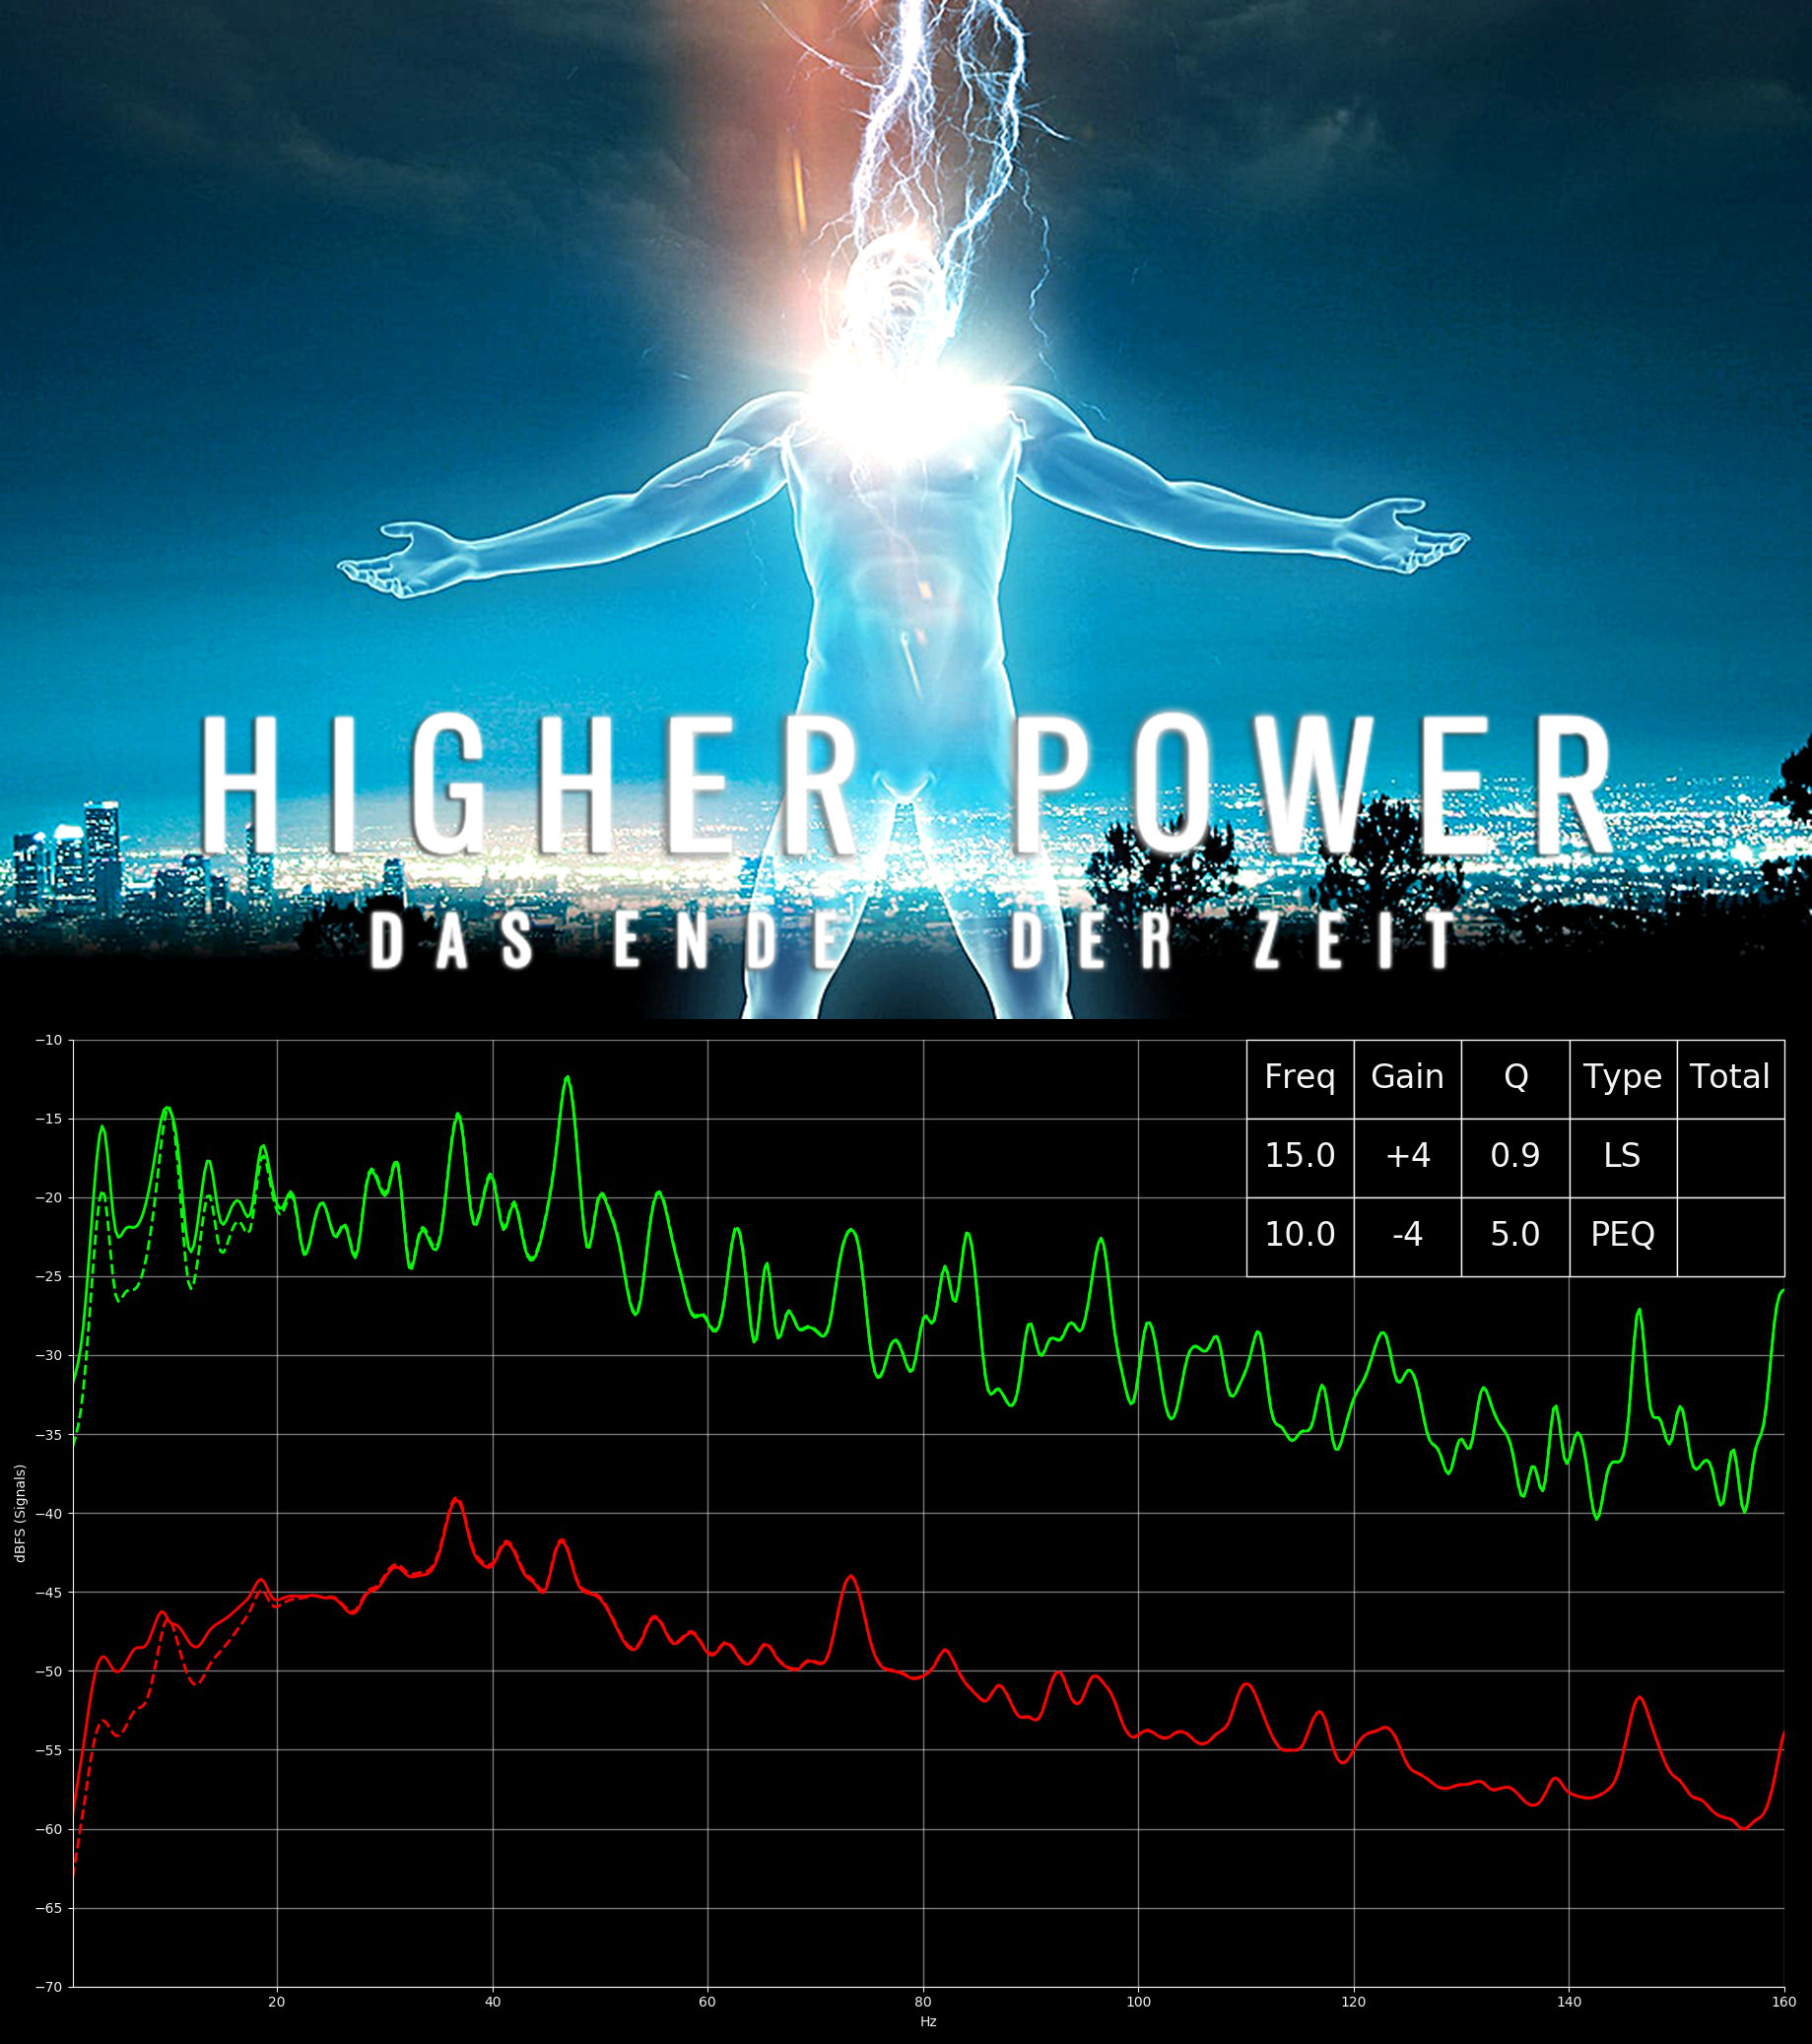 HIGHER POWER
DAS ENDE DER ZEIT
Freq Gain Q Type Total
15.0 +4 0.9 LS
10.0 -4 5.0 PEQ
−10
−15
−20
−25
−30
−35
−40
−45
−50
−55
−60
−65
−70
dBFS (Signals)
20 40 60 80 100 120 140 160
Hz